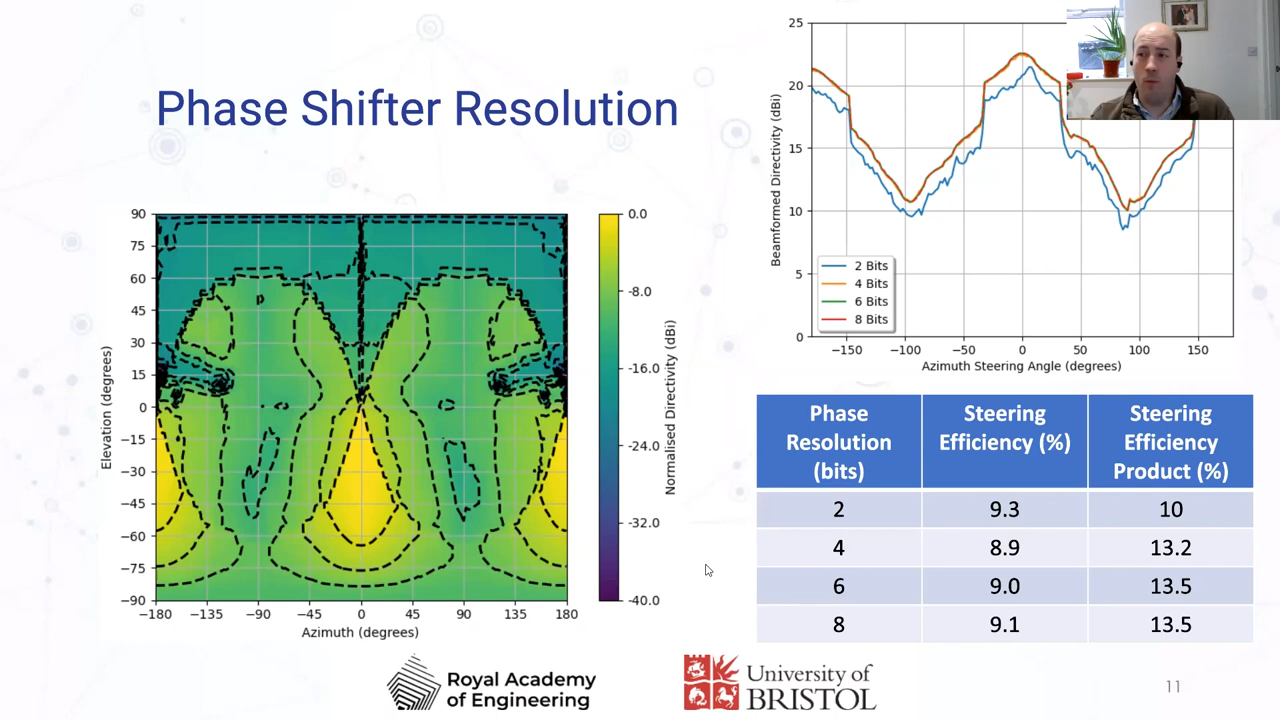 Phase Shifter Resolution
90
75
60
45
30
15
0
−15
−30
−45
−60
−75
−90
Elevation (degrees)
−180
−135
−90
−45
0
45
90
135
180
Azimuth (degrees)
0.0
-8.0
-16.0
-24.0
-32.0
-40.0
Normalised Directivity (dBi)
25
20
15
10
5
0
Beamformed Directivity (dBi)
2 Bits
4 Bits
6 Bits
8 Bits
−150
−100
−50
0
50
100
150
Azimuth Steering Angle (degrees)
Phase Resolution (bits)
Steering Efficiency (%)
Steering Efficiency Product (%)
2 9.3 10
4 8.9 13.2
6 9.0 13.5
8 9.1 13.5
Royal Academy
of Engineering
University of
BRISTOL
11